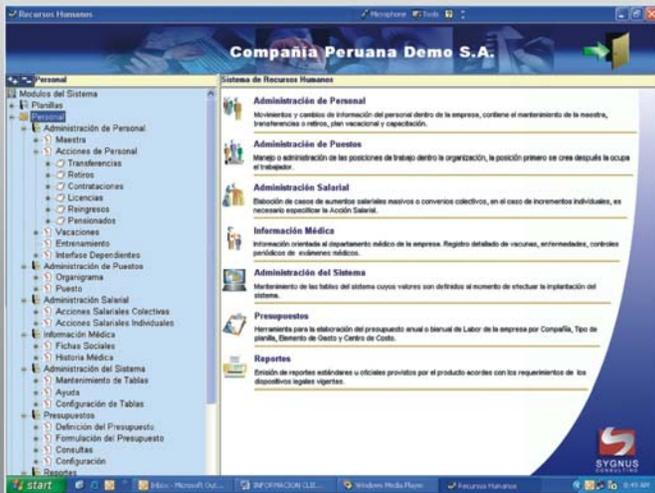 Recursos Humanos
Microphone Tools
Compañía Peruana Demo S.A.
Personal
Modulos del Sistema
Planillas
Personal
Administración de Personal
Maestra
Acciones de Personal
Transferencias
Retiros
Contrataciones
Licencias
Reingresos
Pensionados
Vacaciones
Entrenamiento
Interfase Dependientes
Administración de Puestos
Organigrama
Puesto
Administración Salarial
Acciones Salariales Colectivas
Acciones Salariales Individuales
Información Médica
Fichas Sociales
Historia Médica
Administración del Sistema
Mantenimiento de Tablas
Ayuda
Configuración de Tablas
Presupuestos
Definición del Presupuesto
Formulación del Presupuesto
Consultas
Configuración
Reportes
Sistema de Recursos Humanos
Administración de Personal
Movimientos y cambios de información del personal dentro de la empresa, contiene el mantenimiento de la maestra,
transferencias o retiros, plan vacacional y capacitación.
Administración de Puestos
Manejo o administración de las posiciones de trabajo dentro la organización, la posición primero se crea después la ocupa
el trabajador.
Administración Salarial
Elaboción de casos de aumentos salariales masivos o convenios colectivos, en el caso de incrementos individuales, es
necesario especificar la Acción Salarial.
Información Médica
Información orientada al departamento médico de la empresa. Registro detallado de vacunas, enfermedades, controles
periódicos de exámenes médicos.
Administración del Sistema
Mantenimiento de las tablas del sistema cuyos valores son definidos al momento de efectuar la implantación del
sistema.
Presupuestos
Herramienta para la elaboración del presupuesto anual o bianual de Labor de la empresa por Compañía, Tipo de
planilla, Elemento de Gasto y Centro de Costo.
Reportes
Emisión de reportes estándares u oficiales provistos por el producto acordes con los requerimientos de los
dispositivos legales vigentes.
SYGNUS
CONSULTING
start
Inbox - Microsoft Out...
INFORMACION CLIE...
Windows Media Player
Recursos Humanos
8:49 AM